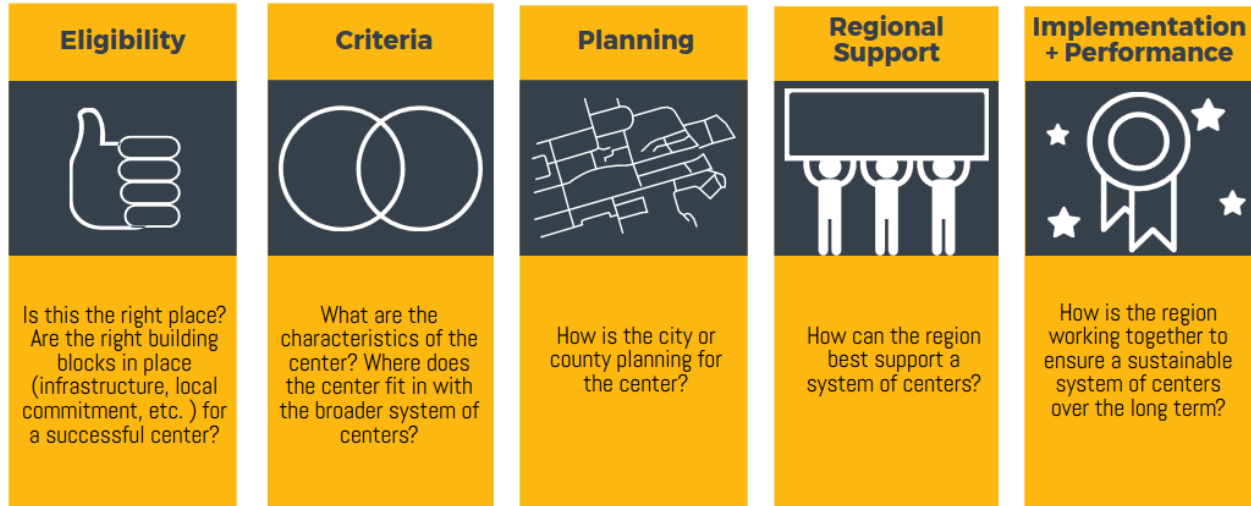 Eligibility
Is this the right place?
Are the right building
blocks in place
(infrastructure, local
commitment, etc. ) for
a successful center?
Criteria
What are the
characteristics of the
center? Where does
the center fit in with
the broader system of
centers?
Planning
How is the city or
county planning for
the center?
Regional
Support
How can the region
best support a
system of centers?
Implementation
+ Performance
How is the region
working together to
ensure a sustainable
system of centers
over the long term?